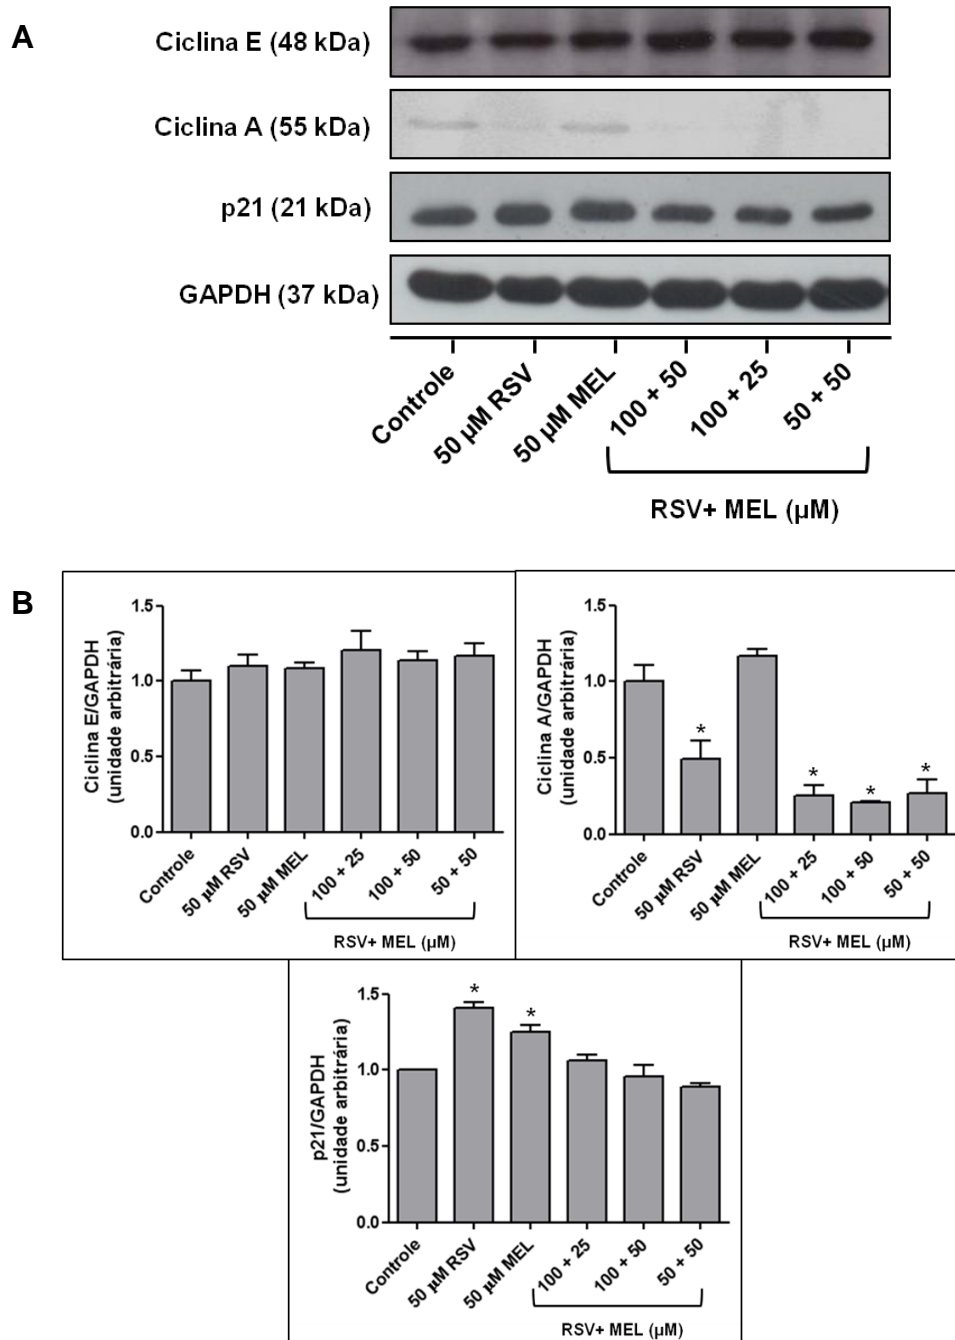 A
Ciclina E (48 kDa)
Ciclina A (55 kDa)
p21 (21 kDa)
GAPDH (37 kDa)
Controle
50 µM RSV
50 µM MEL
100 + 50
100 + 25
50 + 50
RSV+ MEL (µM)
B
Ciclina E/GAPDH
(unidade arbitrária)
1.5
1.0
0.5
0.0
Controle
50 µM RSV
50 µM MEL
100 + 25
100 + 50
50 + 50
RSV+ MEL (µM)
Ciclina A/GAPDH
(unidade arbitrária)
1.5
1.0
0.5
0.0
*
*
*
*
Controle
50 µM RSV
50 µM MEL
100 + 25
100 + 50
50 + 50
RSV+ MEL (µM)
p21/GAPDH
(unidade arbitrária)
1.5
1.0
0.5
0.0
*
*
Controle
50 µM RSV
50 µM MEL
100 + 25
100 + 50
50 + 50
RSV+ MEL (µM)